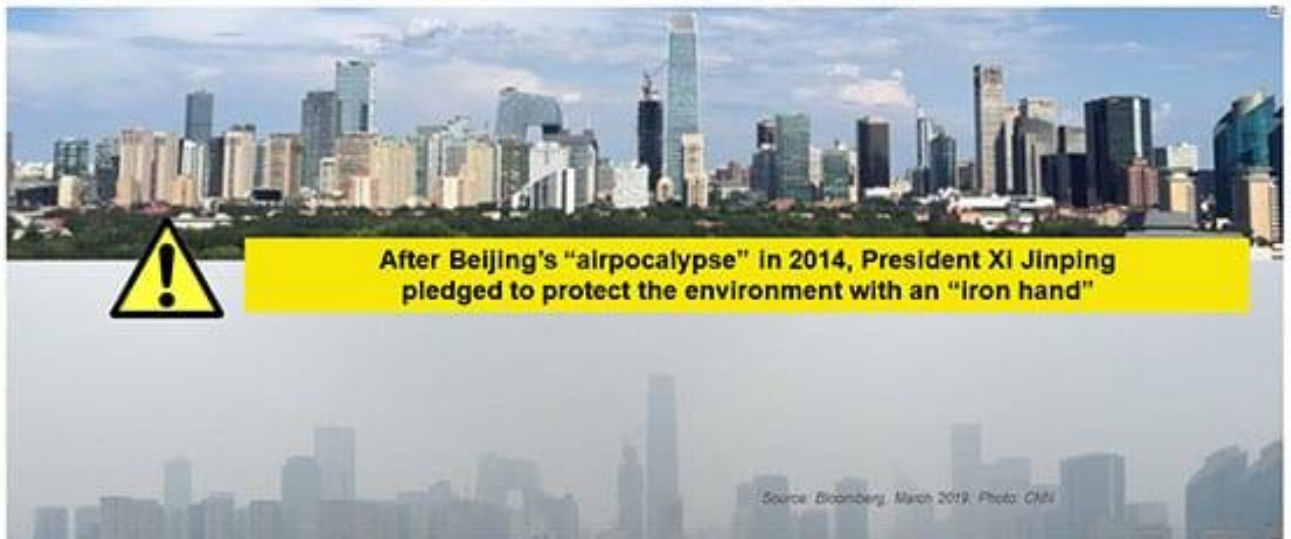 After Beijing’s “airpocalypse” in 2014, President Xi Jinping
pledged to protect the environment with an “iron hand”
Source: Bloomberg, March 2019, Photo: CNN